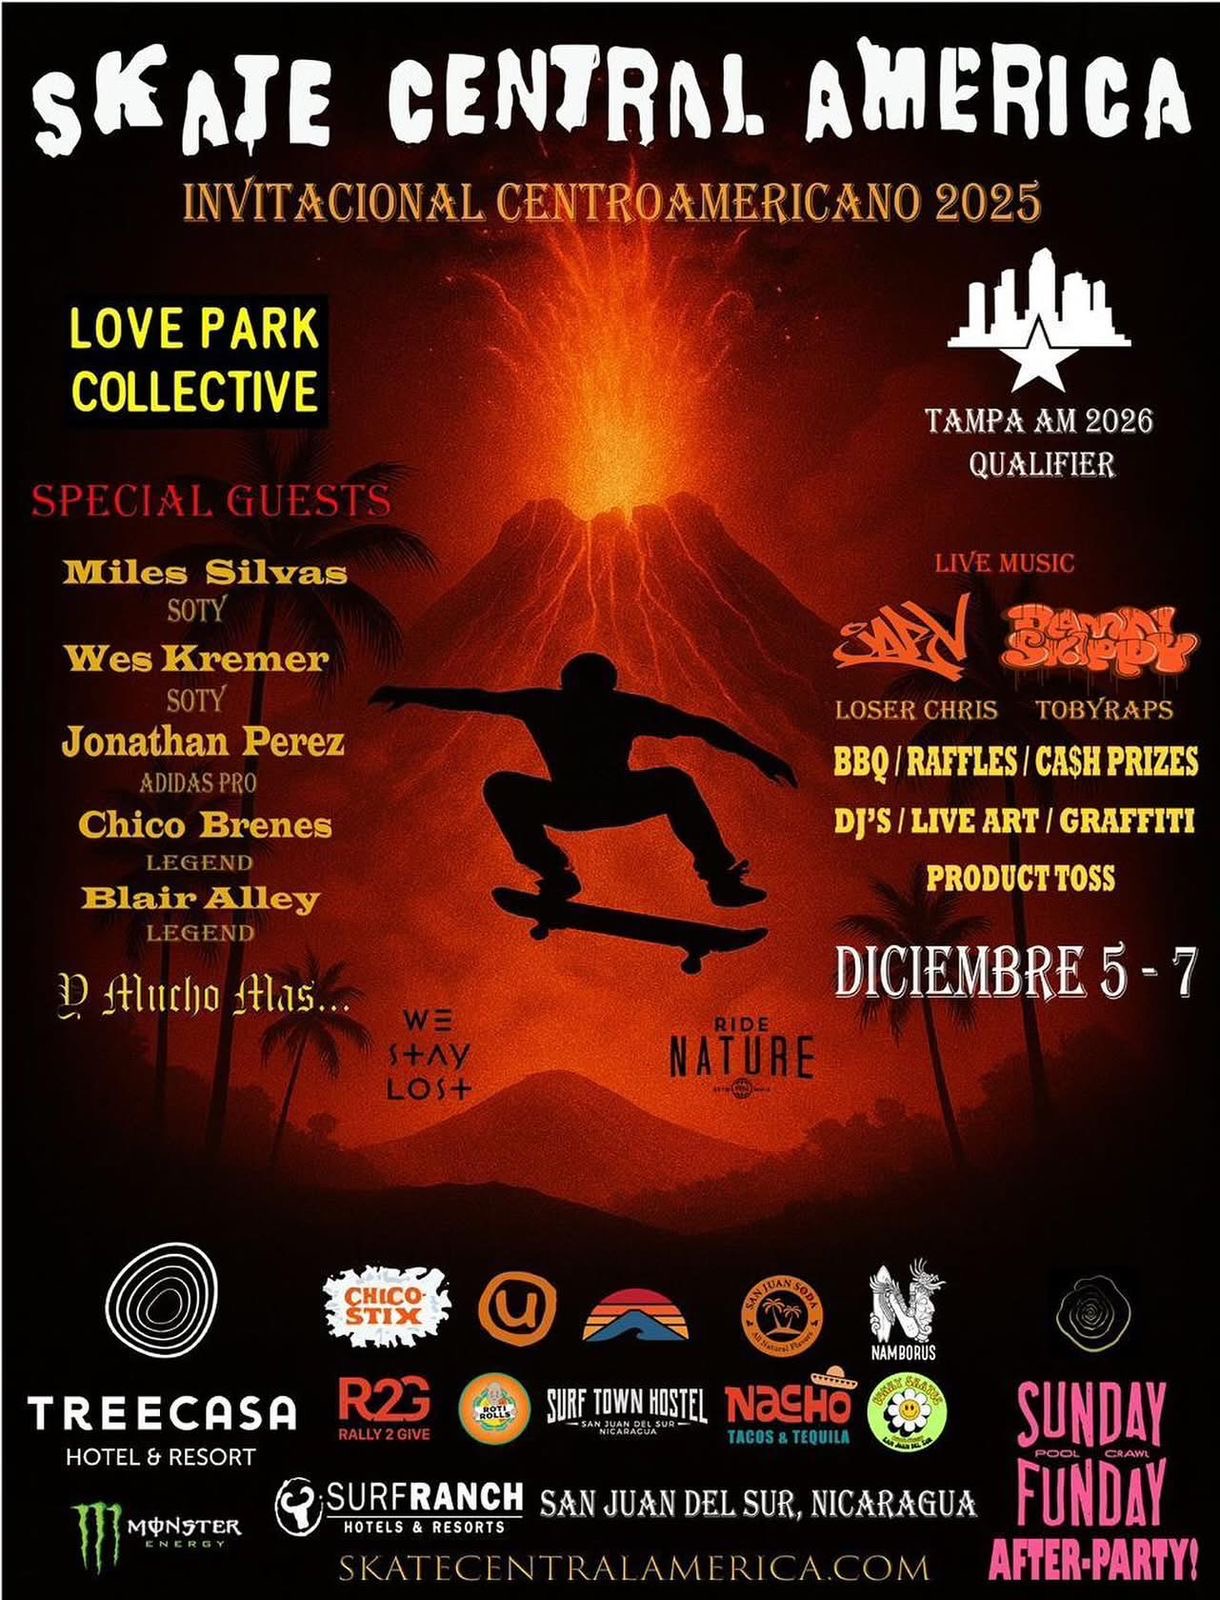 SKATE CENTRAL AMERICA
INVITACIONAL CENTROAMERICANO 2025
LOVE PARK
COLLECTIVE
TAMPA AM 2026
QUALIFIER
SPECIAL GUESTS
Miles Silvas
SOTY
Wes Kremer
SOTY
Jonathan Perez
ADIDAS PRO
Chico Brenes
LEGEND
Blair Alley
LEGEND
Y Mucho Mas...
LIVE MUSIC
LOSER CHRIS
TOBYRAPS
BBQ / RAFFLES / CA$H PRIZES
DJ'S / LIVE ART / GRAFFITI
PRODUCT TOSS
DICIEMBRE 5 - 7
WE
STAY
LOST
RIDE
NATURE
TREECASA
HOTEL & RESORT
MONSTER
ENERGY
CHICO-
STIX
u
SAN JUAN SODA
All Natural Flavors
NAMBORUS
R2G
RALLY 2 GIVE
ROTI
ROLLS
SURF TOWN HOSTEL
SAN JUAN DEL SUR
NICARAGUA
NACHO
TACOS & TEQUILA
SURFRANCH
HOTELS & RESORTS
SAN JUAN DEL SUR, NICARAGUA
SKATECENTRALAMERICA.COM
SUNDAY
POOL CRAWL
FUNDAY
AFTER-PARTY!